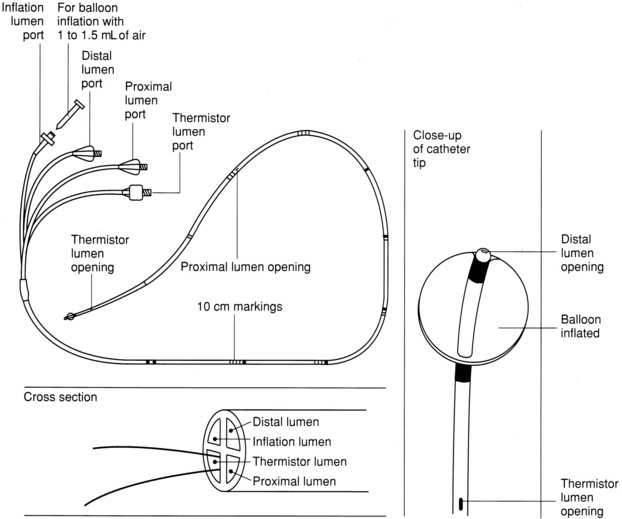 Inflation
lumen
port
For balloon
inflation with
1 to 1.5 mL of air
Distal
lumen
port
Proximal
lumen
port
Thermistor
lumen
port
Thermistor
lumen
opening
Proximal lumen opening
10 cm markings
Cross section
Distal lumen
Inflation lumen
Thermistor lumen
Proximal lumen
Close-up
of catheter
tip
Distal
lumen
opening
Balloon
inflated
Thermistor
lumen
opening